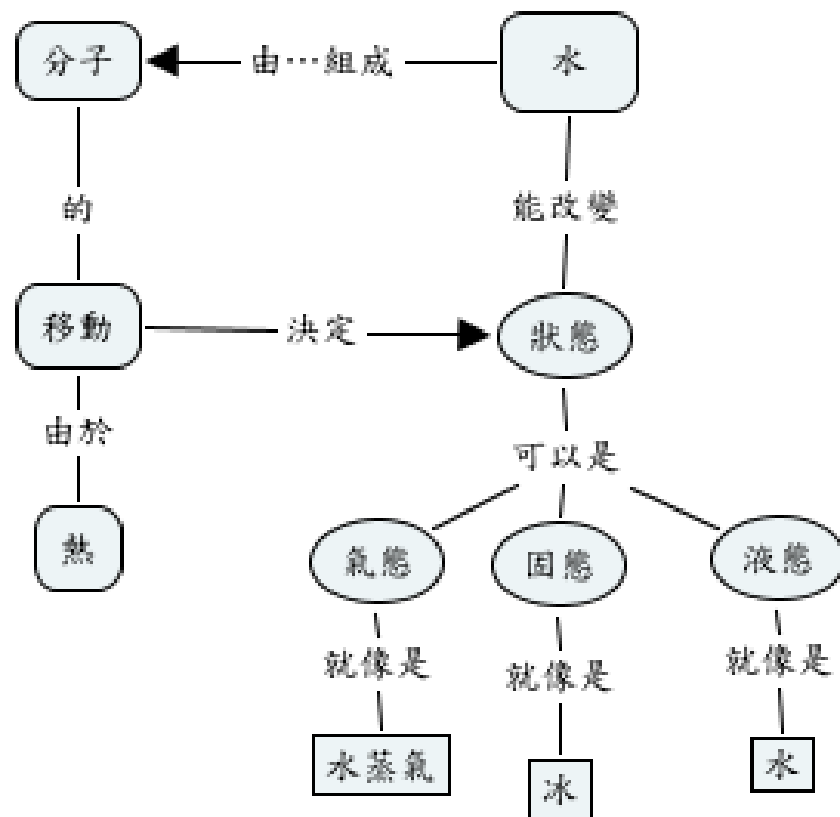 分子
由…組成
水
的
能改變
移動
決定
狀態
由於
可以是
熱
氣態
固態
液態
就像是
就像是
就像是
水蒸氣
冰
水